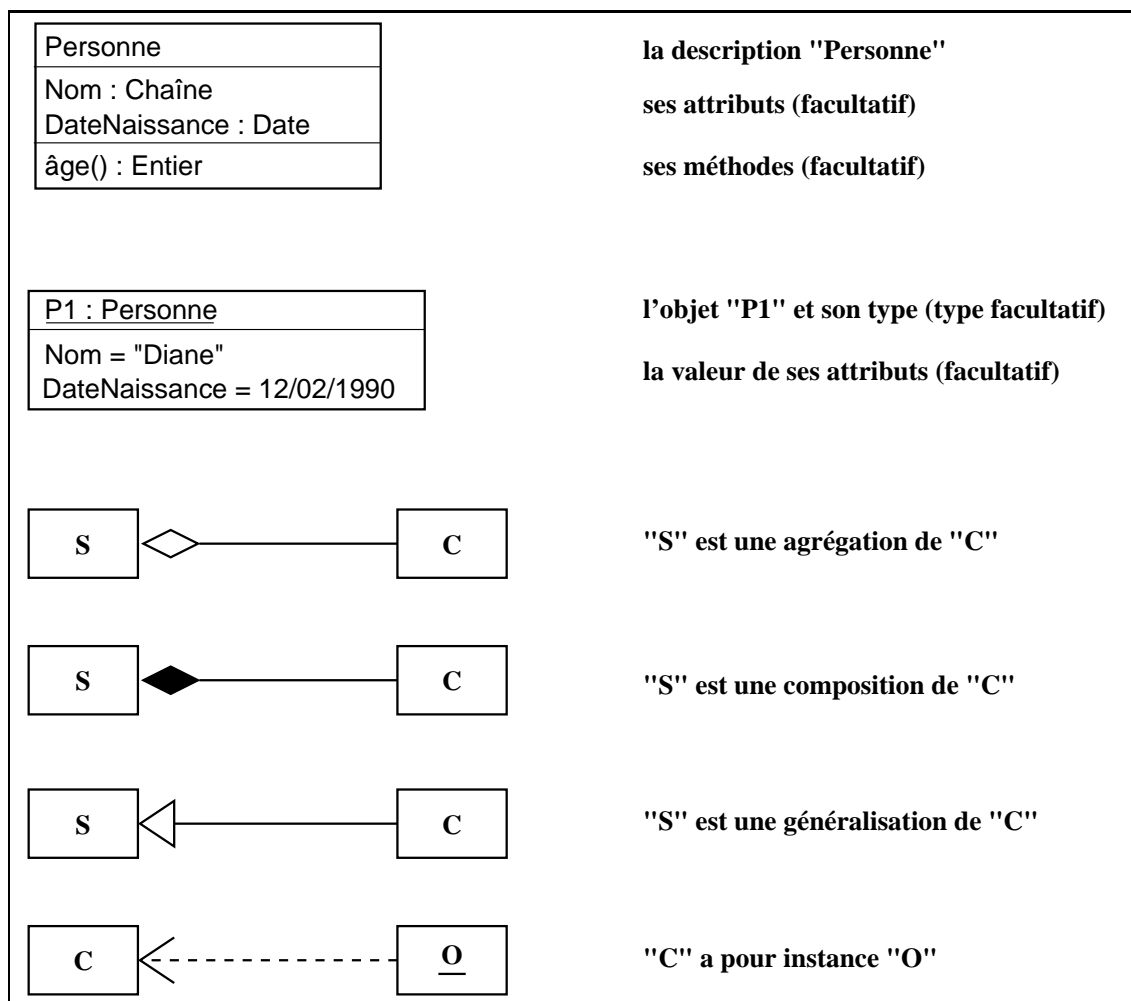 Personne
la description "Personne"
Nom : Chaîne
DateNaissance : Date
ses attributs (facultatif)
âge() : Entier
ses méthodes (facultatif)
P1 : Personne
l'objet "P1" et son type (type facultatif)
Nom = "Diane"
DateNaissance = 12/02/1990
la valeur de ses attributs (facultatif)
S C "S" est une agrégation de "C"
S C "S" est une composition de "C"
S C "S" est une généralisation de "C"
C O "C" a pour instance "O"